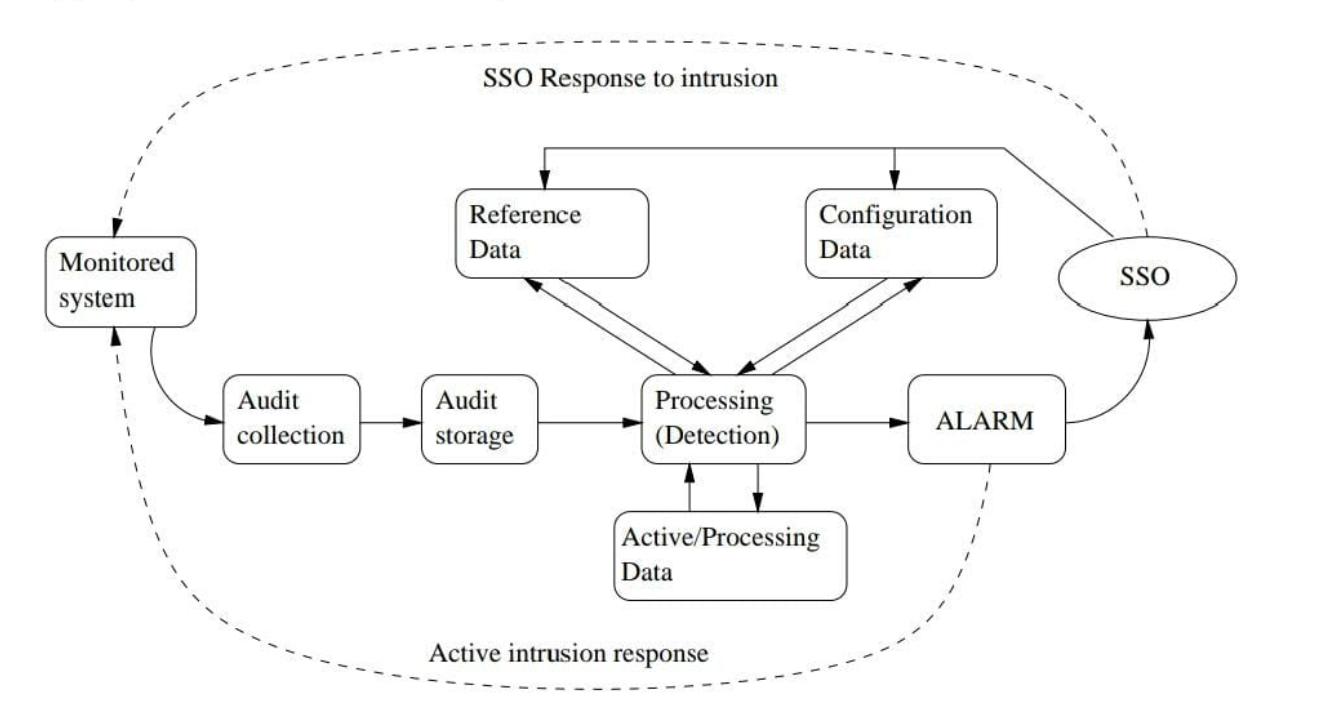 SSO Response to intrusion
Reference
Data
Configuration
Data
Monitored
system
SSO
Audit
collection
Audit
storage
Processing
(Detection)
ALARM
Active/Processing
Data
Active intrusion response